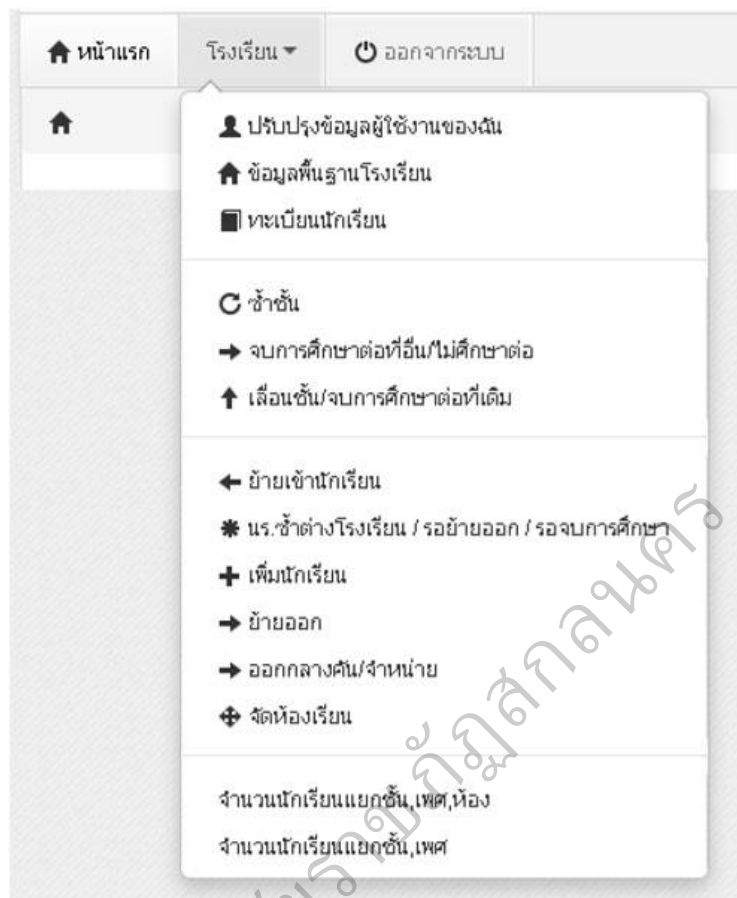 หน้าแรก โรงเรียน ออกจากระบบ
ปรับปรุงข้อมูลผู้ใช้งานของฉัน
ข้อมูลพื้นฐานโรงเรียน
ทะเบียนนักเรียน
ซ้ำชั้น
จบการศึกษาต่อที่อื่น/ไม่ศึกษาต่อ
เลื่อนชั้น/จบการศึกษาต่อที่เดิม
ย้ายเข้านักเรียน
นร.ซ้ำต่างโรงเรียน / รอย้ายออก / รอจบการศึกษา
เพิ่มนักเรียน
ย้ายออก
ออกกลางคัน/จำหน่าย
จัดห้องเรียน
จำนวนนักเรียนแยกชั้น,เพศ,ห้อง
จำนวนนักเรียนแยกชั้น,เพศ
ราชภัฏสกลนคร